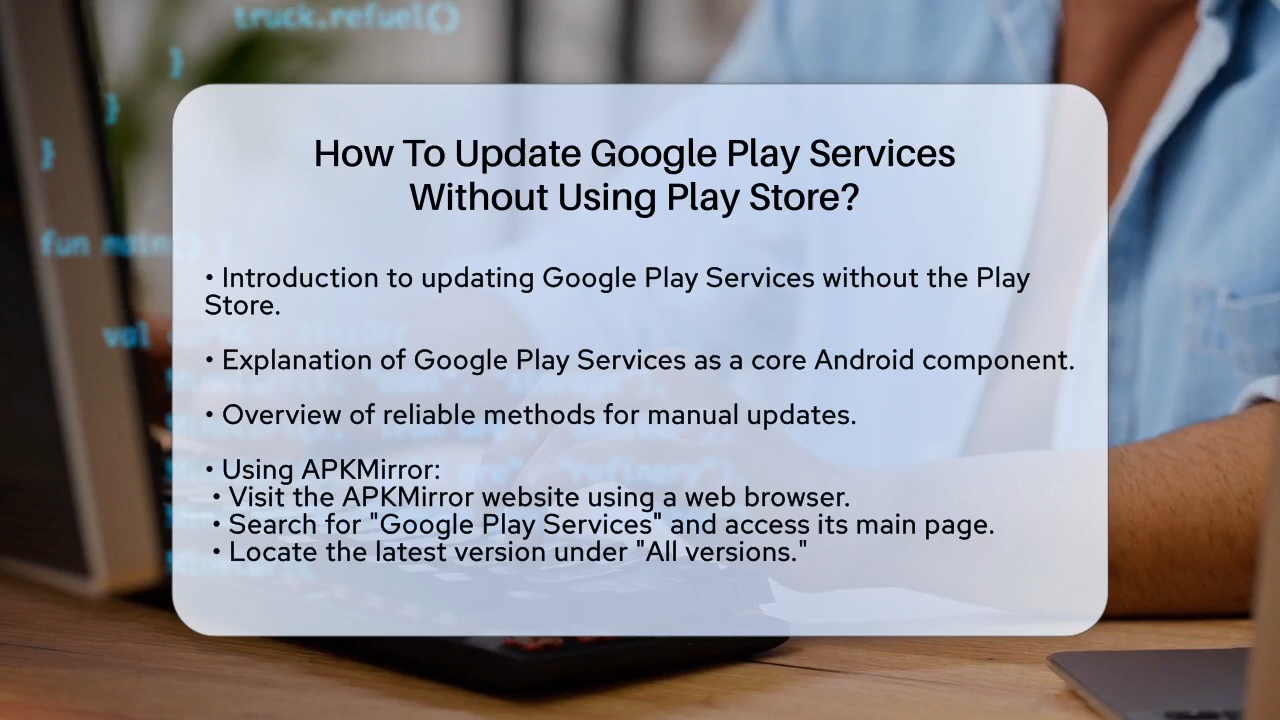 truck.refuel()
}
}
}
fun main() {
val
How To Update Google Play Services
Without Using Play Store?
• Introduction to updating Google Play Services without the Play
Store.
• Explanation of Google Play Services as a core Android component.
• Overview of reliable methods for manual updates.
• Using APKMirror:
• Visit the APKMirror website using a web browser.
• Search for "Google Play Services" and access its main page.
• Locate the latest version under "All versions."